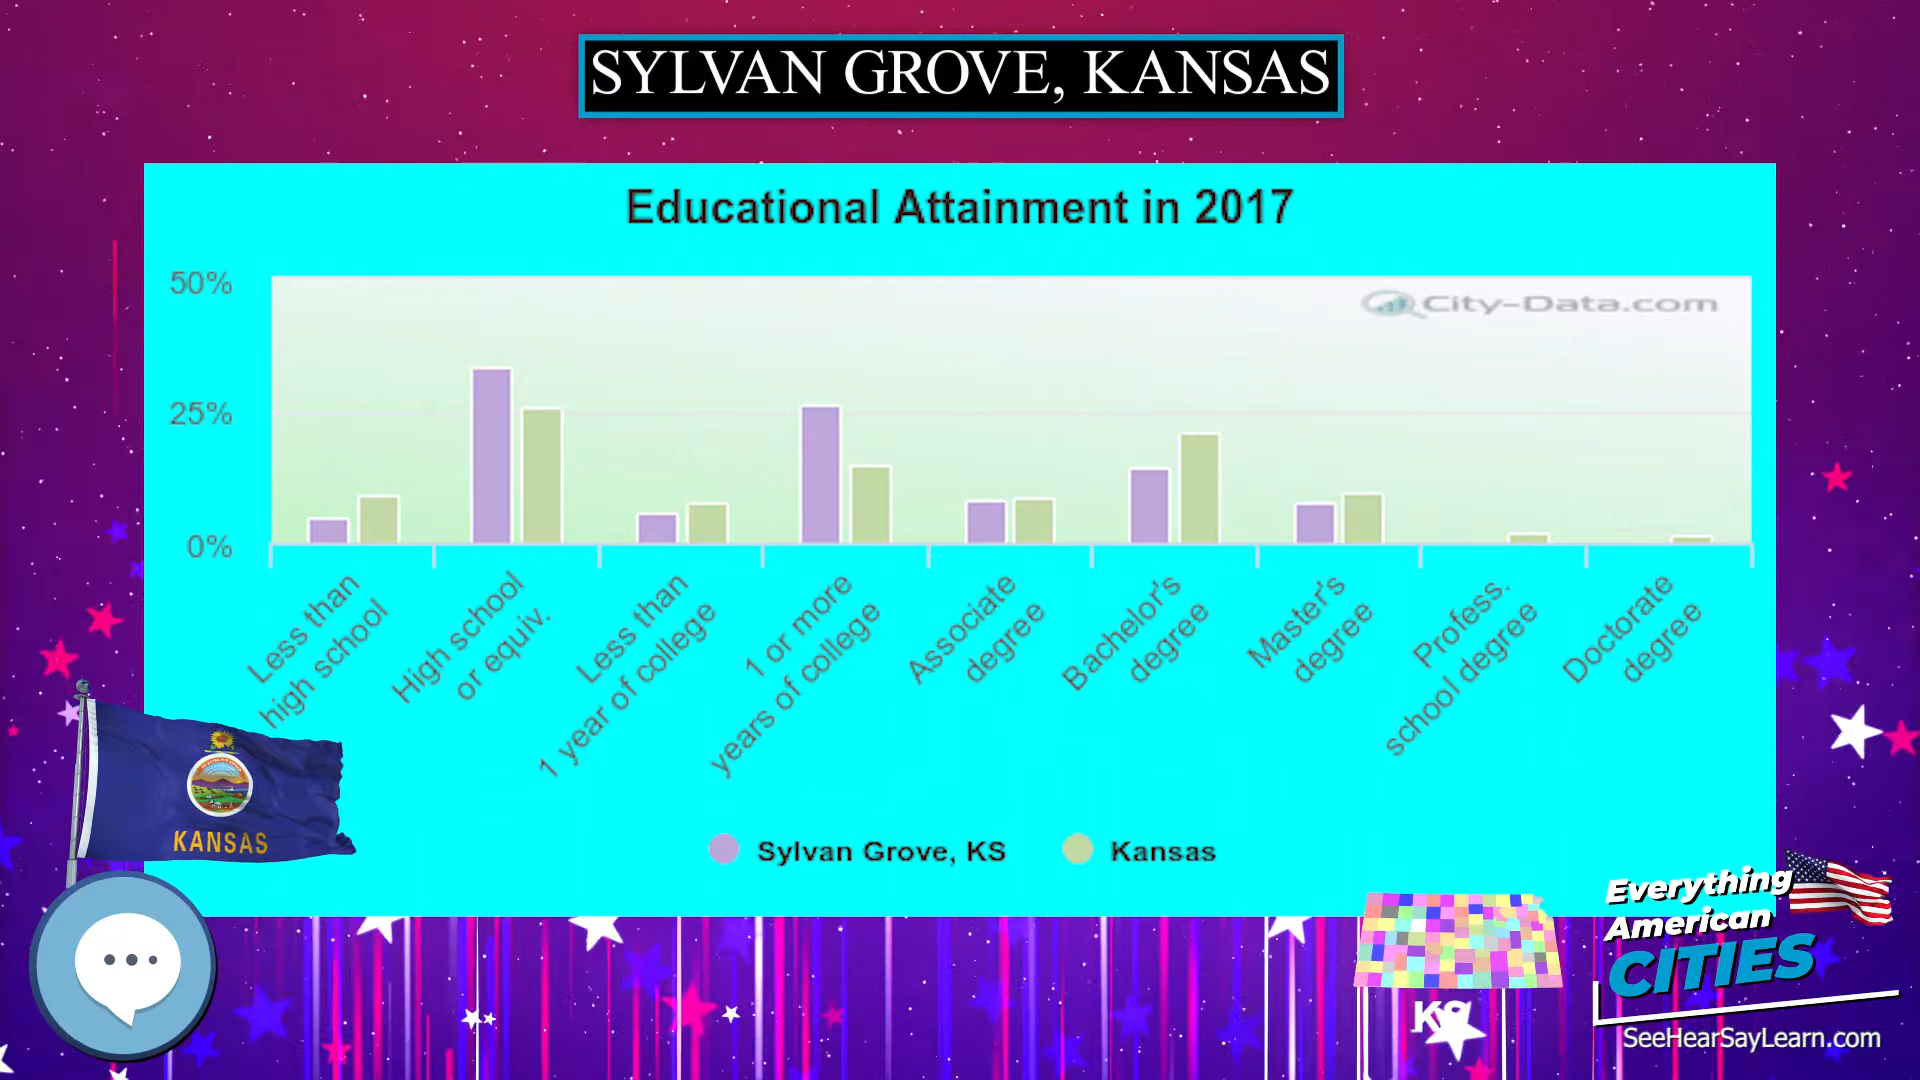 SYLVAN GROVE, KANSAS
Educational Attainment in 2017
50%
25%
0%
City-Data.com
Less than
high school
High school
or equiv.
Less than
1 year of college
1 or more
years of college
Associate
degree
Bachelor's
degree
Master's
degree
Profess.
school degree
Doctorate
degree
Sylvan Grove, KS
Kansas
KANSAS
KS
Everything
American
CITIES
SeeHearSayLearn.com